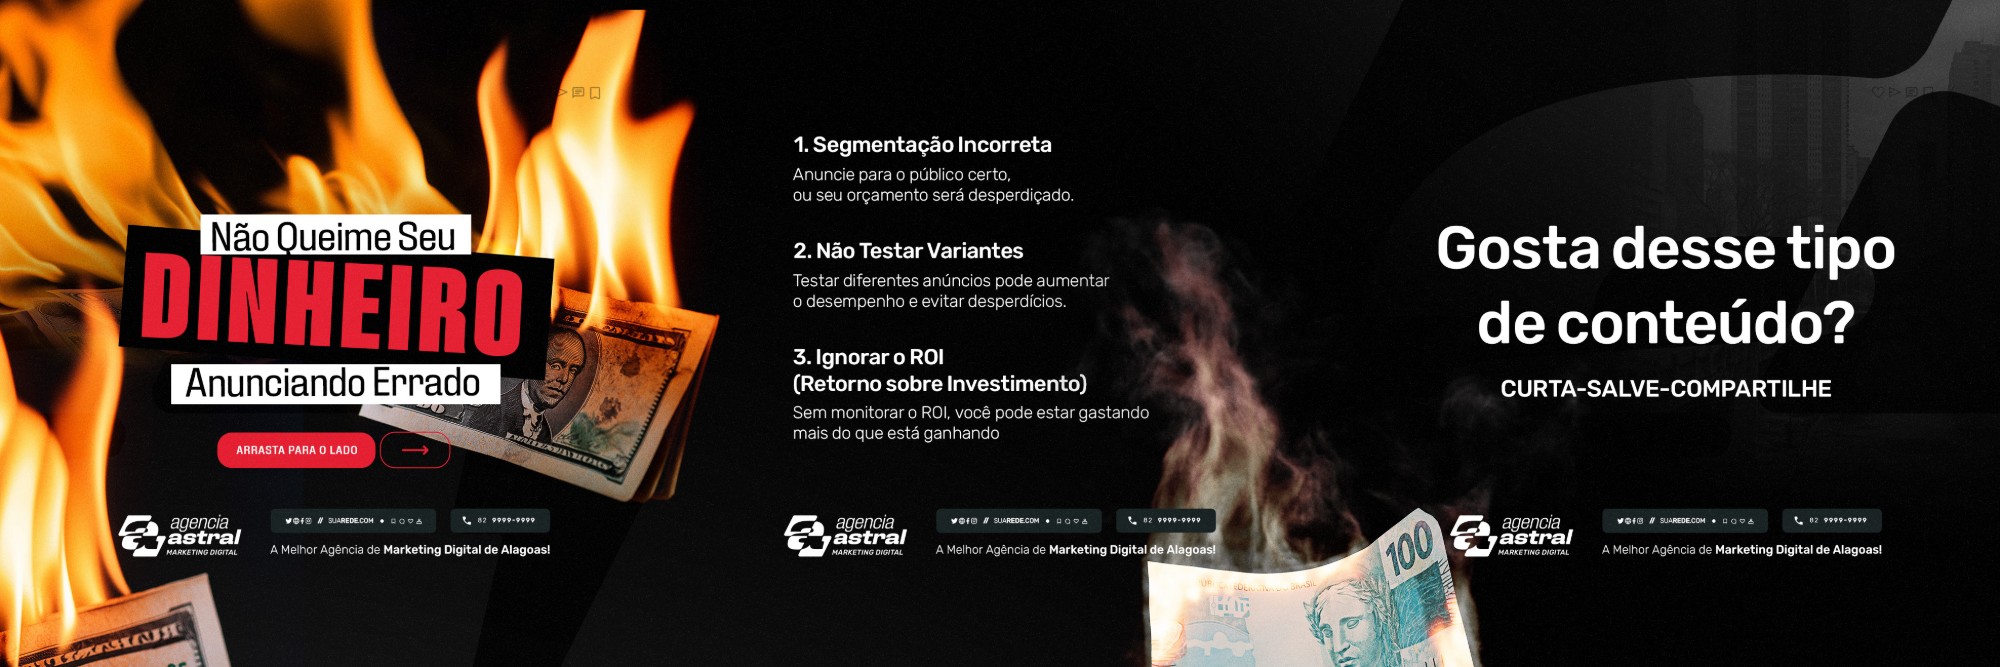 Não Queime Seu
DINHEIRO
Anunciando Errado
ARRASTA PARA O LADO
agencia
astral
MARKETING DIGITAL
// SUAREDE.COM
82 9999-9999
A Melhor Agência de Marketing Digital de Alagoas!
1. Segmentação Incorreta
Anuncie para o público certo,
ou seu orçamento será desperdiçado.
2. Não Testar Variantes
Testar diferentes anúncios pode aumentar
o desempenho e evitar desperdícios.
3. Ignorar o ROI
(Retorno sobre Investimento)
Sem monitorar o ROI, você pode estar gastando
mais do que está ganhando
agencia
astral
MARKETING DIGITAL
// SUAREDE.COM
82 9999-9999
A Melhor Agência de Marketing Digital de Alagoas!
100
Gosta desse tipo
de conteúdo?
CURTA-SALVE-COMPARTILHE
agencia
astral
MARKETING DIGITAL
// SUAREDE.COM
82 9999-9999
A Melhor Agência de Marketing Digital de Alagoas!